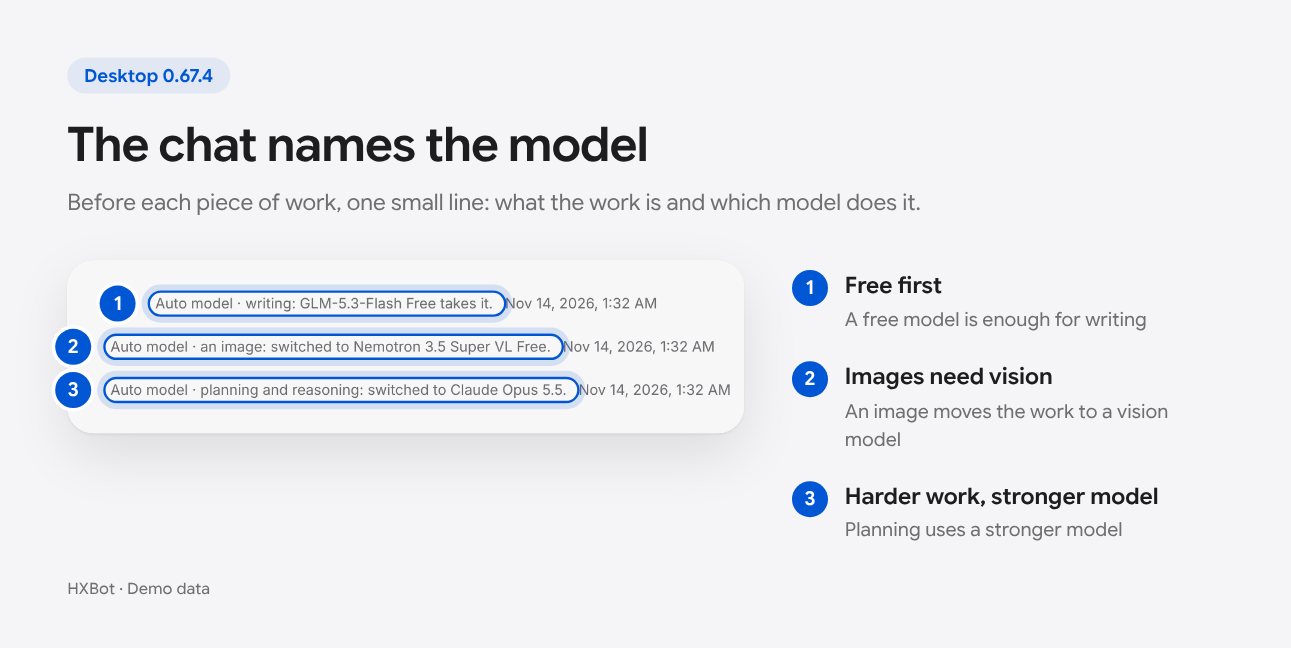 Desktop 0.67.4
The chat names the model
Before each piece of work, one small line: what the work is and which model does it.
1 Auto model · writing: GLM-5.3-Flash Free takes it. Nov 14, 2026, 1:32 AM
2 Auto model · an image: switched to Nemotron 3.5 Super VL Free. Nov 14, 2026, 1:32 AM
3 Auto model · planning and reasoning: switched to Claude Opus 5.5. Nov 14, 2026, 1:32 AM
1 Free first
A free model is enough for writing
2 Images need vision
An image moves the work to a vision
model
3 Harder work, stronger model
Planning uses a stronger model
HXBot · Demo data